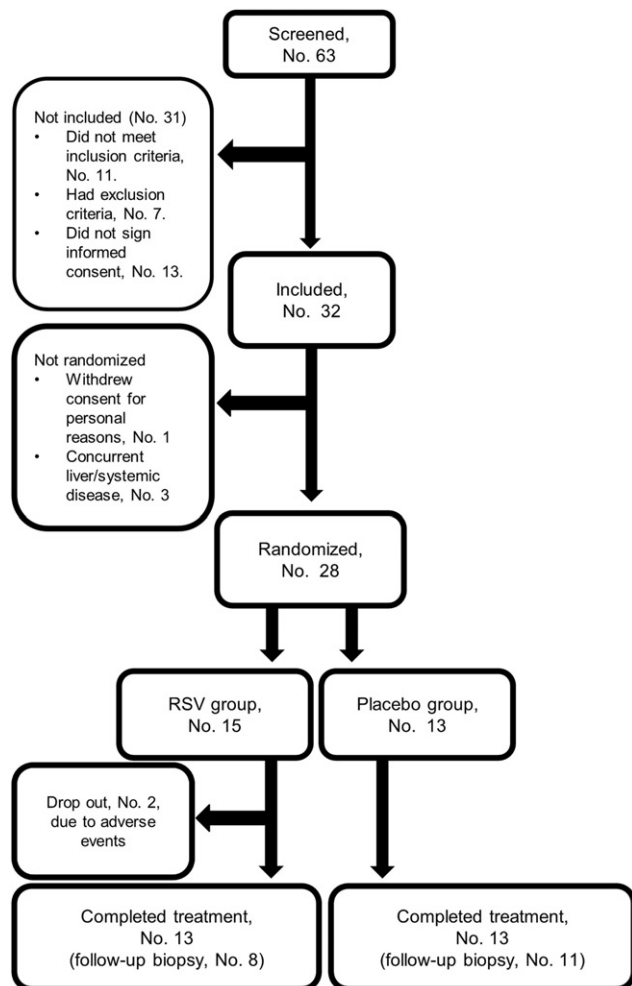 Screened,
No. 63
Not included (No. 31)
• Did not meet
inclusion criteria,
No. 11.
• Had exclusion
criteria, No. 7.
• Did not sign
informed
consent, No. 13.
Included,
No. 32
Not randomized
• Withdrew
consent for
personal
reasons, No. 1
• Concurrent
liver/systemic
disease, No. 3
Randomized,
No. 28
RSV group,
No. 15
Placebo group,
No. 13
Drop out, No. 2,
due to adverse
events
Completed treatment,
No. 13
(follow-up biopsy, No. 8)
Completed treatment,
No. 13
(follow-up biopsy, No. 11)